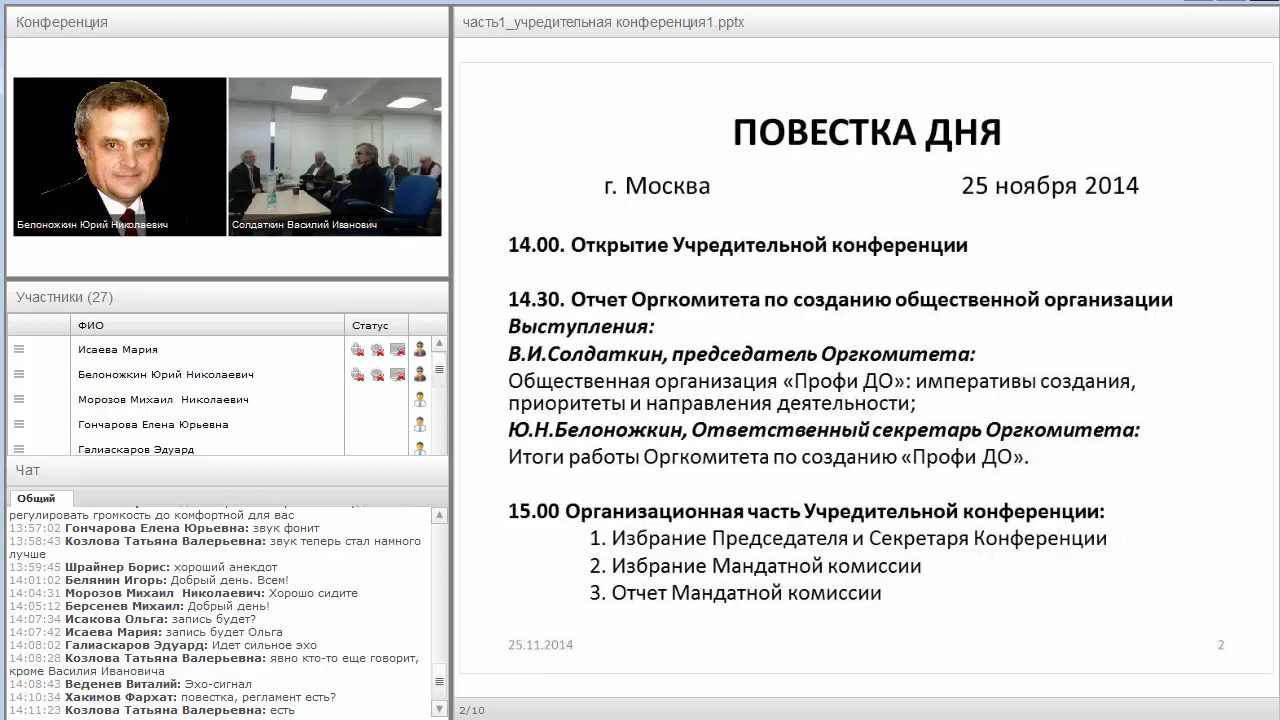 Конференция
Белоножкин Юрий Николаевич
Солдаткин Василий Иванович
Участники (27)
ФИО
Статус
Исаева Мария
Белоножкин Юрий Николаевич
Морозов Михаил Николаевич
Гончарова Елена Юрьевна
Галиаскаров Эдуард
Чат
Общий
регулировать громкость до комфортной для вас
13:57:02 Гончарова Елена Юрьевна: звук фонит
13:58:43 Козлова Татьяна Валерьевна: звук теперь стал намного
лучше
13:59:45 Шрайнер Борис: хороший анекдот
14:01:02 Белянин Игорь: Добрый день. Всем!
14:04:31 Морозов Михаил Николаевич: Хорошо сидите
14:05:12 Берсенев Михаил: Добрый день!
14:07:34 Исакова Ольга: запись будет?
14:07:42 Исаева Мария: запись будет Ольга
14:08:02 Галиаскаров Эдуард: Идет сильное эхо
14:08:28 Козлова Татьяна Валерьевна: явно кто-то еще говорит,
кроме Василия Ивановича
14:08:43 Веденев Виталий: Эхо-сигнал
14:10:34 Хакимов Фархат: повестка, регламент есть?
14:11:23 Козлова Татьяна Валерьевна: есть
часть1_учредительная конференция1.pptx
ПОВЕСТКА ДНЯ
г. Москва 25 ноября 2014
14.00. Открытие Учредительной конференции
14.30. Отчет Оргкомитета по созданию общественной организации
Выступления:
В.И.Солдаткин, председатель Оргкомитета:
Общественная организация «Профи ДО»: императивы создания,
приоритеты и направления деятельности;
Ю.Н.Белоножкин, Ответственный секретарь Оргкомитета:
Итоги работы Оргкомитета по созданию «Профи ДО».
15.00 Организационная часть Учредительной конференции:
1. Избрание Председателя и Секретаря Конференции
2. Избрание Мандатной комиссии
3. Отчет Мандатной комиссии
25.11.2014 2
2/10